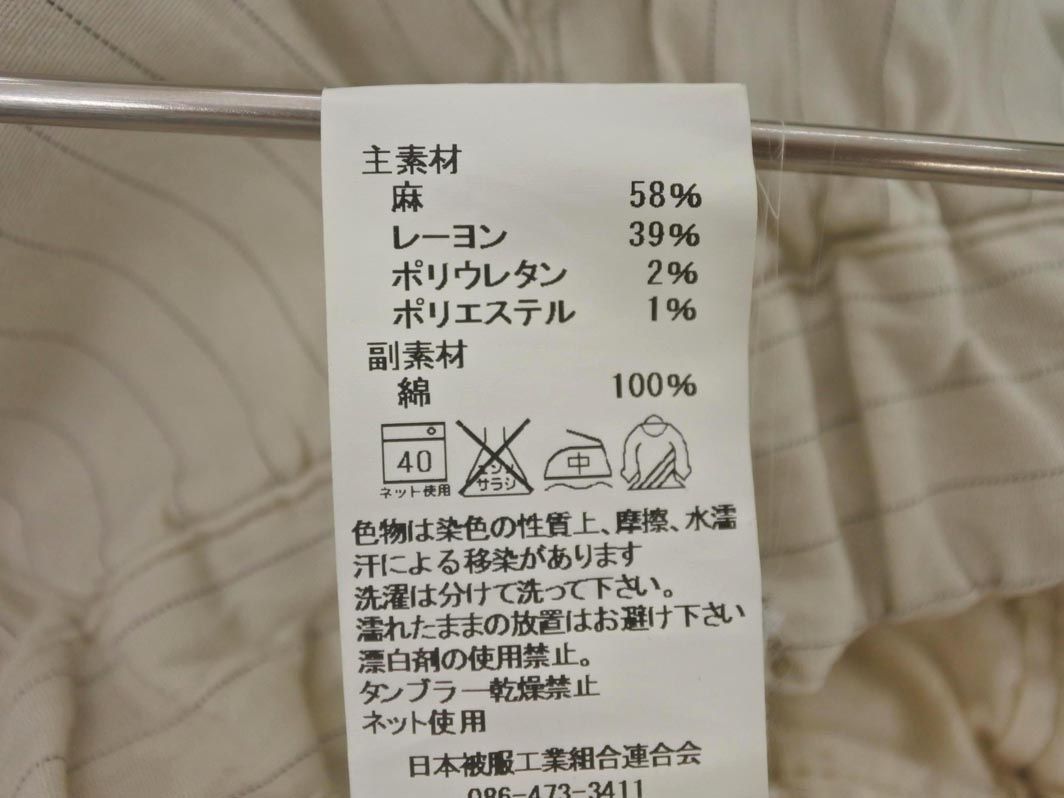 主素材
麻 58%
レーヨン 39%
ポリウレタン 2%
ポリエステル 1%
副素材
綿 100%
40 エンソ サラシ 中
ネット使用
色物は染色の性質上、摩擦、水濡
汗による移染があります
洗濯は分けて洗って下さい。
濡れたままの放置はお避け下さい
漂白剤の使用禁止。
タンブラー乾燥禁止
ネット使用
日本被服工業組合連合会
086-473-3411